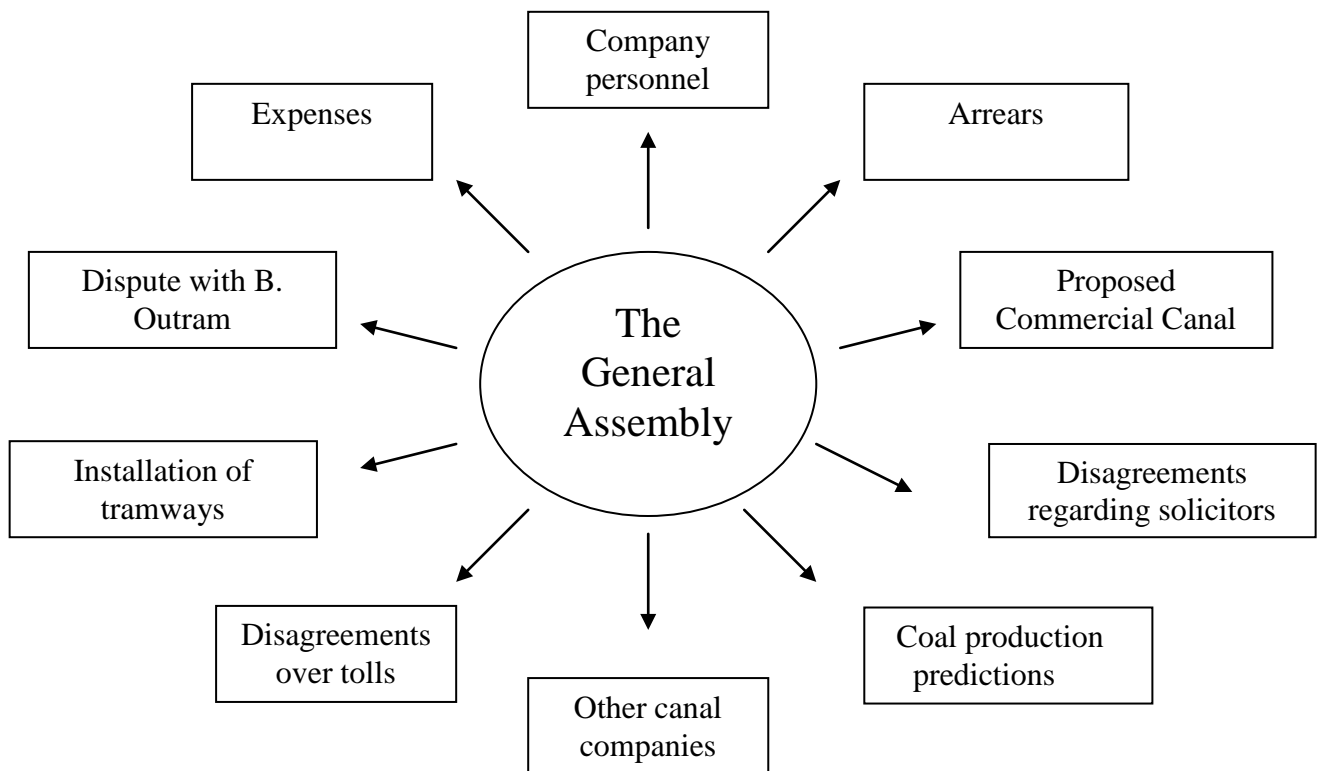 Company
personnel
Expenses
Arrears
Dispute with B.
Outram
The
General
Assembly
Proposed
Commercial Canal
Installation of
tramways
Disagreements
regarding solicitors
Disagreements
over tolls
Other canal
companies
Coal production
predictions